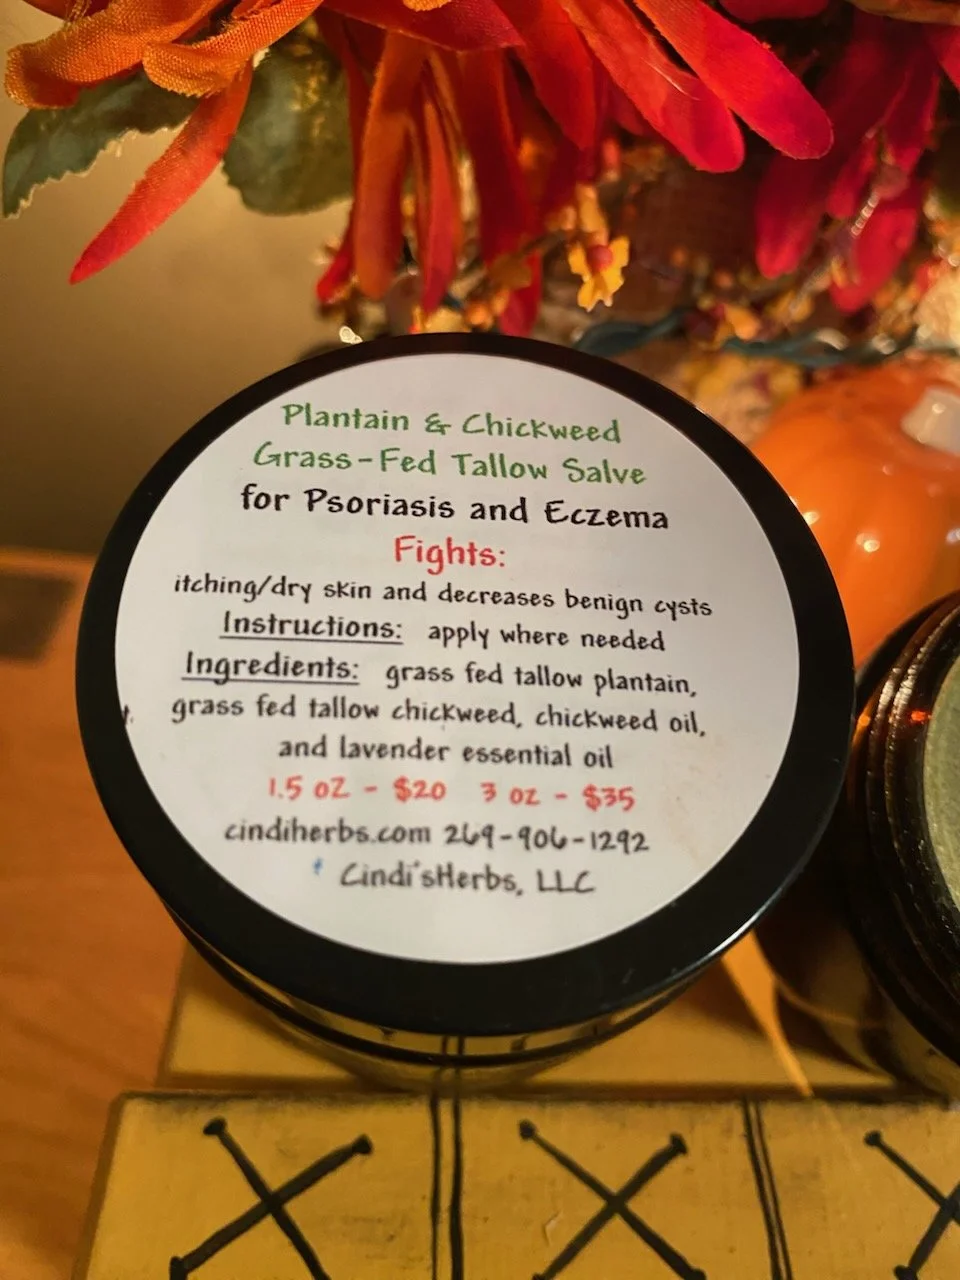 Plantain & Chickweed
Grass-Fed Tallow Salve
for Psoriasis and Eczema
Fights:
itching/dry skin and decreases benign cysts
Instructions: apply where needed
Ingredients: grass fed tallow plantain,
grass fed tallow chickweed, chickweed oil,
and lavender essential oil
1.5 oz - $20 3 oz - $35
cindiherbs.com 269-906-1292
Cindi'sHerbs, LLC